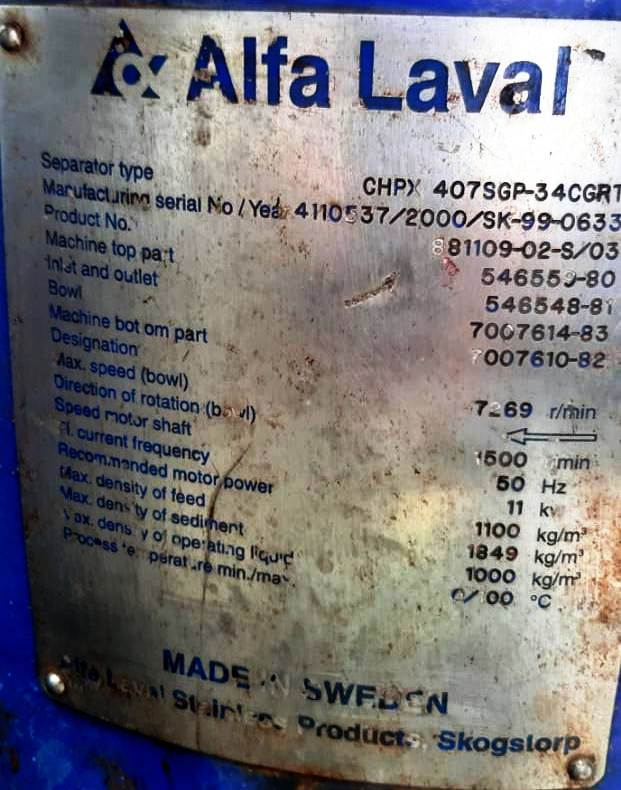 Alfa Laval
Separator type CHPX 407SGP-34CGRT
Manufacturing serial No / Year 4110537/2000/SK-99-0633
Product No. 881109-02-S/03
Machine top part 546559-80
Inlet and outlet 546548-81
Bowl 7007614-83
Machine bottom part 7007610-82
Designation
Max. speed (bowl) 7269 r/min
Direction of rotation (bowl)
Speed motor shaft 1500 r/min
El. current frequency 50 Hz
Recommended motor power 11 kW
Max. density of feed 1100 kg/m³
Max. density of sediment 1849 kg/m³
Max. density of operating liquid 1000 kg/m³
Process temperature min./max. °C
MADE IN SWEDEN
Alfa Laval Stainless Products, Skogstorp